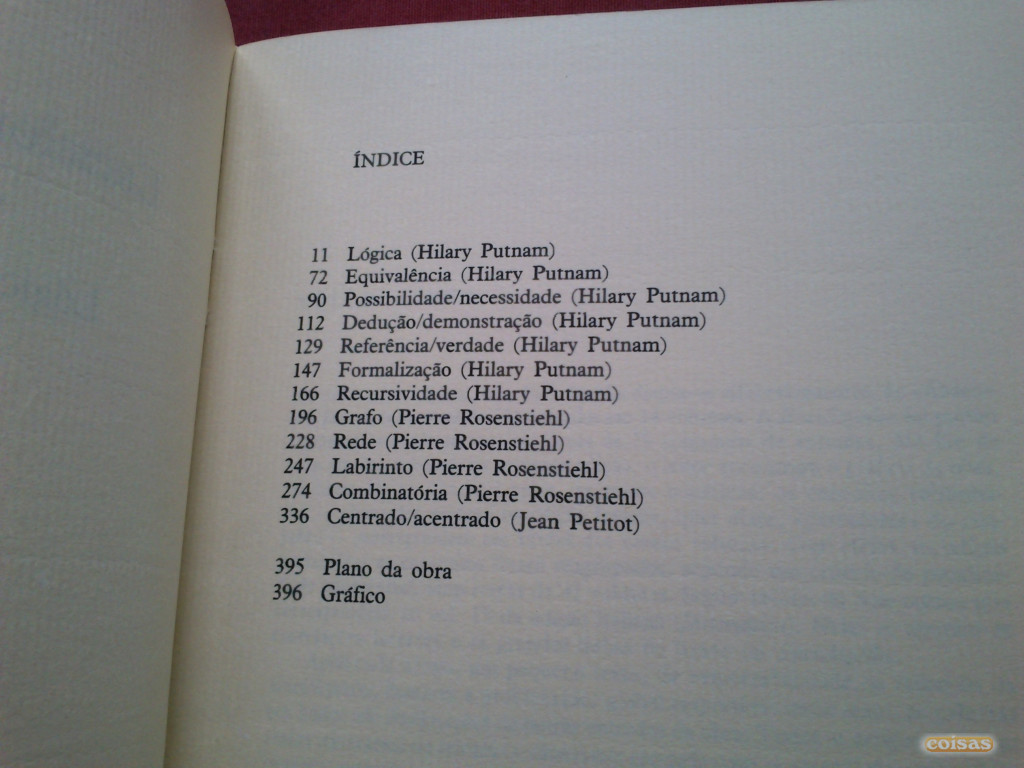 ÍNDICE
11 Lógica (Hilary Putnam)
72 Equivalência (Hilary Putnam)
90 Possibilidade/necessidade (Hilary Putnam)
112 Dedução/demonstração (Hilary Putnam)
129 Referência/verdade (Hilary Putnam)
147 Formalização (Hilary Putnam)
166 Recursividade (Hilary Putnam)
196 Grafo (Pierre Rosenstiehl)
228 Rede (Pierre Rosenstiehl)
247 Labirinto (Pierre Rosenstiehl)
274 Combinatória (Pierre Rosenstiehl)
336 Centrado/acentrado (Jean Petitot)
395 Plano da obra
396 Gráfico
coisas